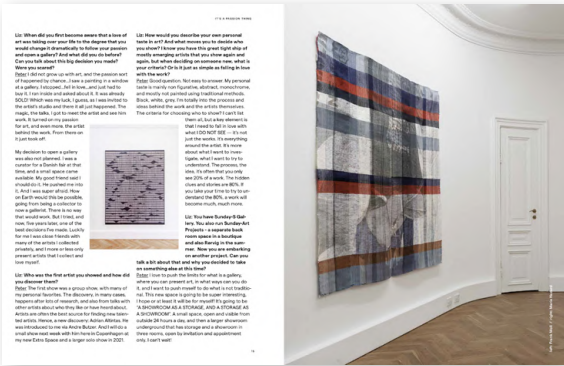 IT IS A PASSION THING
Liz: When did you first become aware that a love of
art was taking over your life to the degree that you
would change it dramatically to follow your passion
and open a gallery? And what did you do before?
Can you talk about this big decision you made?
Were you scared?
Peter: I did not grow up with art, and the passion sort
of happened by chance...I saw a painting in a window
at a gallery. I stopped...fell in love...and just had to
buy it. I ran inside and asked about it. It was already
SOLD! Which was my luck, I guess, as I was invited to
the artist's studio and there it all just happened. The
magic, the talks, I got to meet the artist and see him
work. It turned on my passion
for art, and even more, the artist
behind the work. From there on
it just took off.
My decision to open a gallery
was also not planned. I was a
curator for a Danish fair at that
time, and a small space came
available. My good friend said I
should do it. He pushed me into
it. And I was super afraid. How
on Earth would this be possible,
going from being a collector to
now a gallerist. There is no way
that would work. But I tried, and
now, five years later, one of the
best decisions I've made. Luckily
for me I was close friends with
many of the artists I collected
privately, and I more or less only
present artists that I collect and
love myself.
Liz: Who was the first artist you showed and how did
you discover them?
Peter: The first show was a group show, with many of
my personal favorites. The discovery, in many cases,
happens after lots of research, and also from talks with
other artists about who they like or have heard about.
Artists are often the best source for finding new talen-
ted artists. Hence, a new discovery: Adrian Altintas. He
was introduced to me via Andre Butzer. And I will do a
small show next week with him here in Copenhagen at
my new Extra Space and a larger solo show in 2021.
Liz: How would you describe your own personal
taste in art? And what moves you to decide who
you show? I know you have this great tight ship of
mostly emerging artists that you show again and
again, but when deciding on someone new, what is
your criteria? Or is it just as simple as falling in love
with the work?
Peter: Good question. Not easy to answer. My personal
taste is mainly non figurative, abstract, monochrome,
and mostly not painted using traditional methods.
Black, white, grey, I'm totally into the process and
ideas behind the work and the artists themselves.
The criteria for choosing who to show? I can't list
them all, but a key element is
that I need to fall in love with
what I DO NOT SEE — it's not
just the works. It's everything
around the artist. It's more
about what I want to inves-
tigate, what I want to try to
understand. The process, the
idea, it's often that you only
see 20% of a work. The hidden
clues and stories are 80%. If
you take your time to try to un-
derstand the 80%, a work will
become much, much more.
Liz: You have Sunday-S Gal-
lery. You also run Sunday-Art
Projects - a separate back
room space in a boutique
and also Rørvig in the sum-
mer. Now you are embarking
on another project. Can you
talk a bit about that and why you decided to take
on something else at this time?
Peter: I want to push the limits for what is a gallery,
where you can present art, in what ways can you do
it, and I want to push myself to do what is not traditio-
nal. This new space is going to be super interesting,
I hope or at least it will be for myself! It's going to be
"A SHOWROOM AS A STORAGE, AND A STORAGE AS
A SHOWROOM". A small space, open and visible from
outside 24 hours a day, and then a larger showroom
underground that has storage and a showroom in
three rooms, open by invitation and appointment
only. I can't wait!